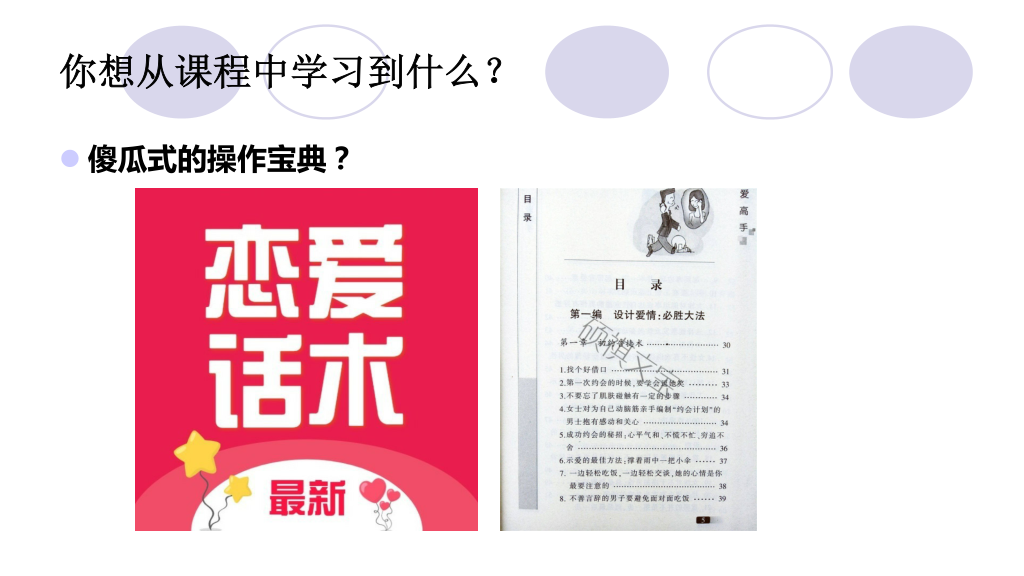 你想从课程中学习到什么？
傻瓜式的操作宝典？
恋爱
话术
最新
目
录
爱
高
手
目 录
第一编 设计爱情:必胜大法
第一章 初约会技术 30
1.找个好借口 31
2.第一次约会的时候,要学会 33
3.不要忘了肌肤碰触有一定的步骤 34
4.女士对为自己动脑筋亲手编制“约会计划”的
男士抱有感动和关心 34
5.成功约会的秘招:心平气和、不慌不忙、穷追不
舍 36
6.示爱的最佳方法:撑着雨中一把小伞 37
7. 一边轻松吃饭,一边轻松交谈,她的心情是你
最要注意的 38
8. 不善言辞的男子要避免面对面吃饭 39
5
硕祺文